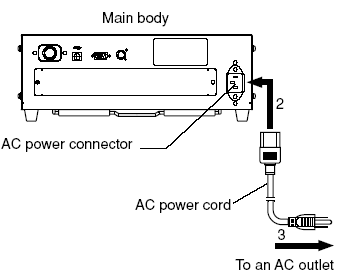 Main body
2
AC power connector
AC power cord
3
To an AC outlet